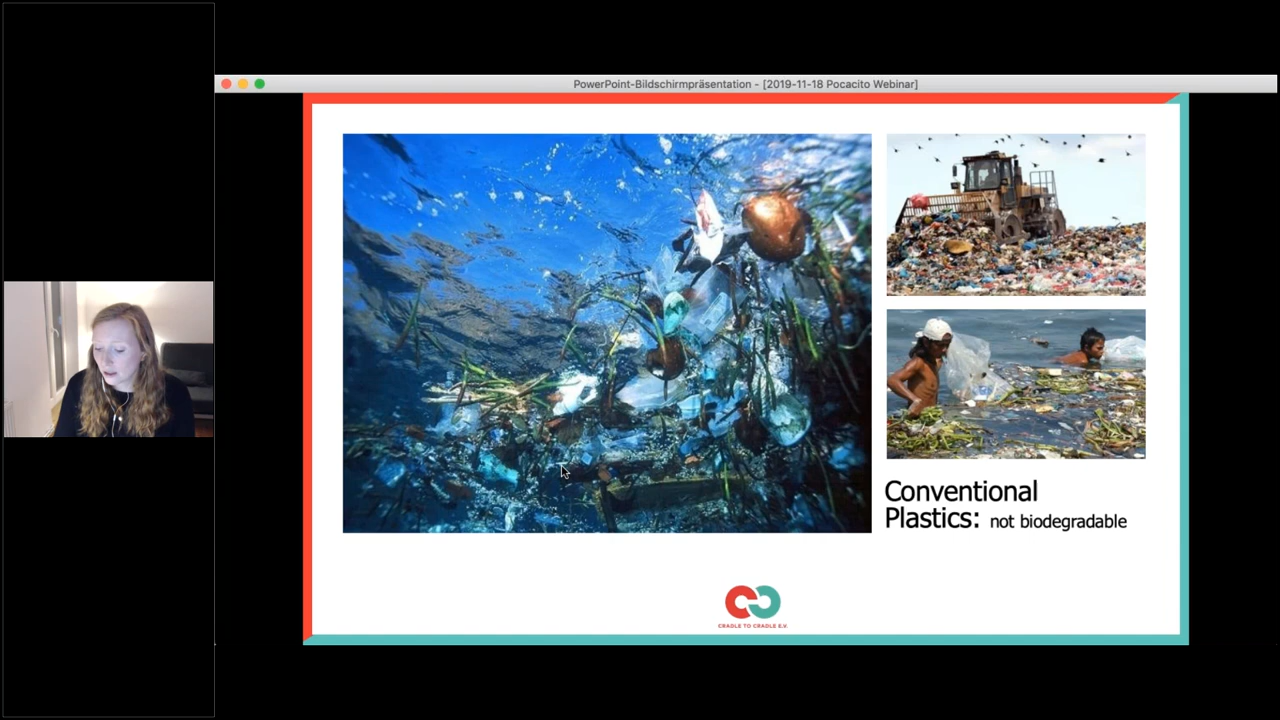 PowerPoint-Bildschirmpräsentation - [2019-11-18 Pocacito Webinar]
Conventional
Plastics: not biodegradable
CRADLE TO CRADLE E.V.